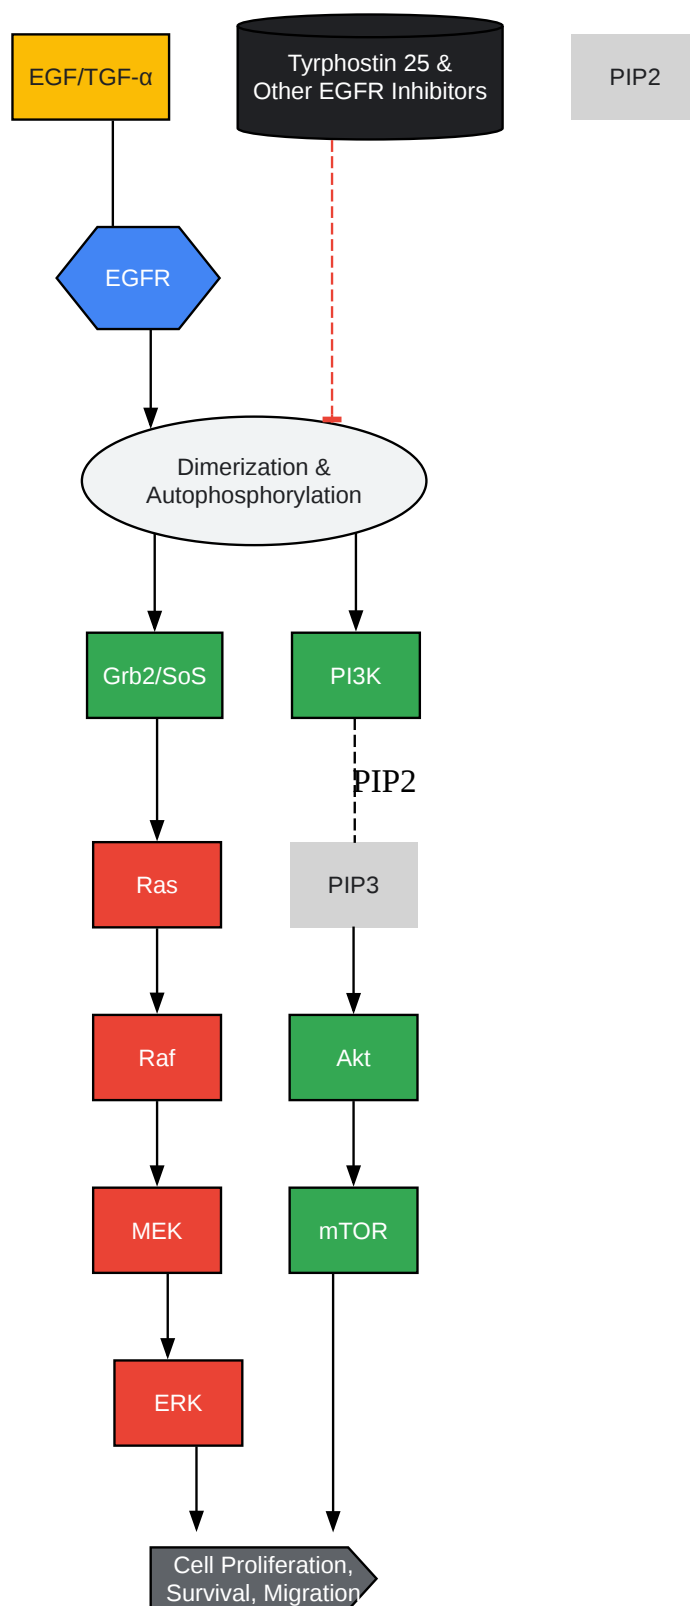 EGF/TGF-α
Tyrphostin 25 &
Other EGFR Inhibitors
PIP2
EGFR
Dimerization &
Autophosphorylation
Grb2/SoS
PI3K
PIP2
Ras
PIP3
Raf
Akt
MEK
mTOR
ERK
Cell Proliferation,
Survival, Migration